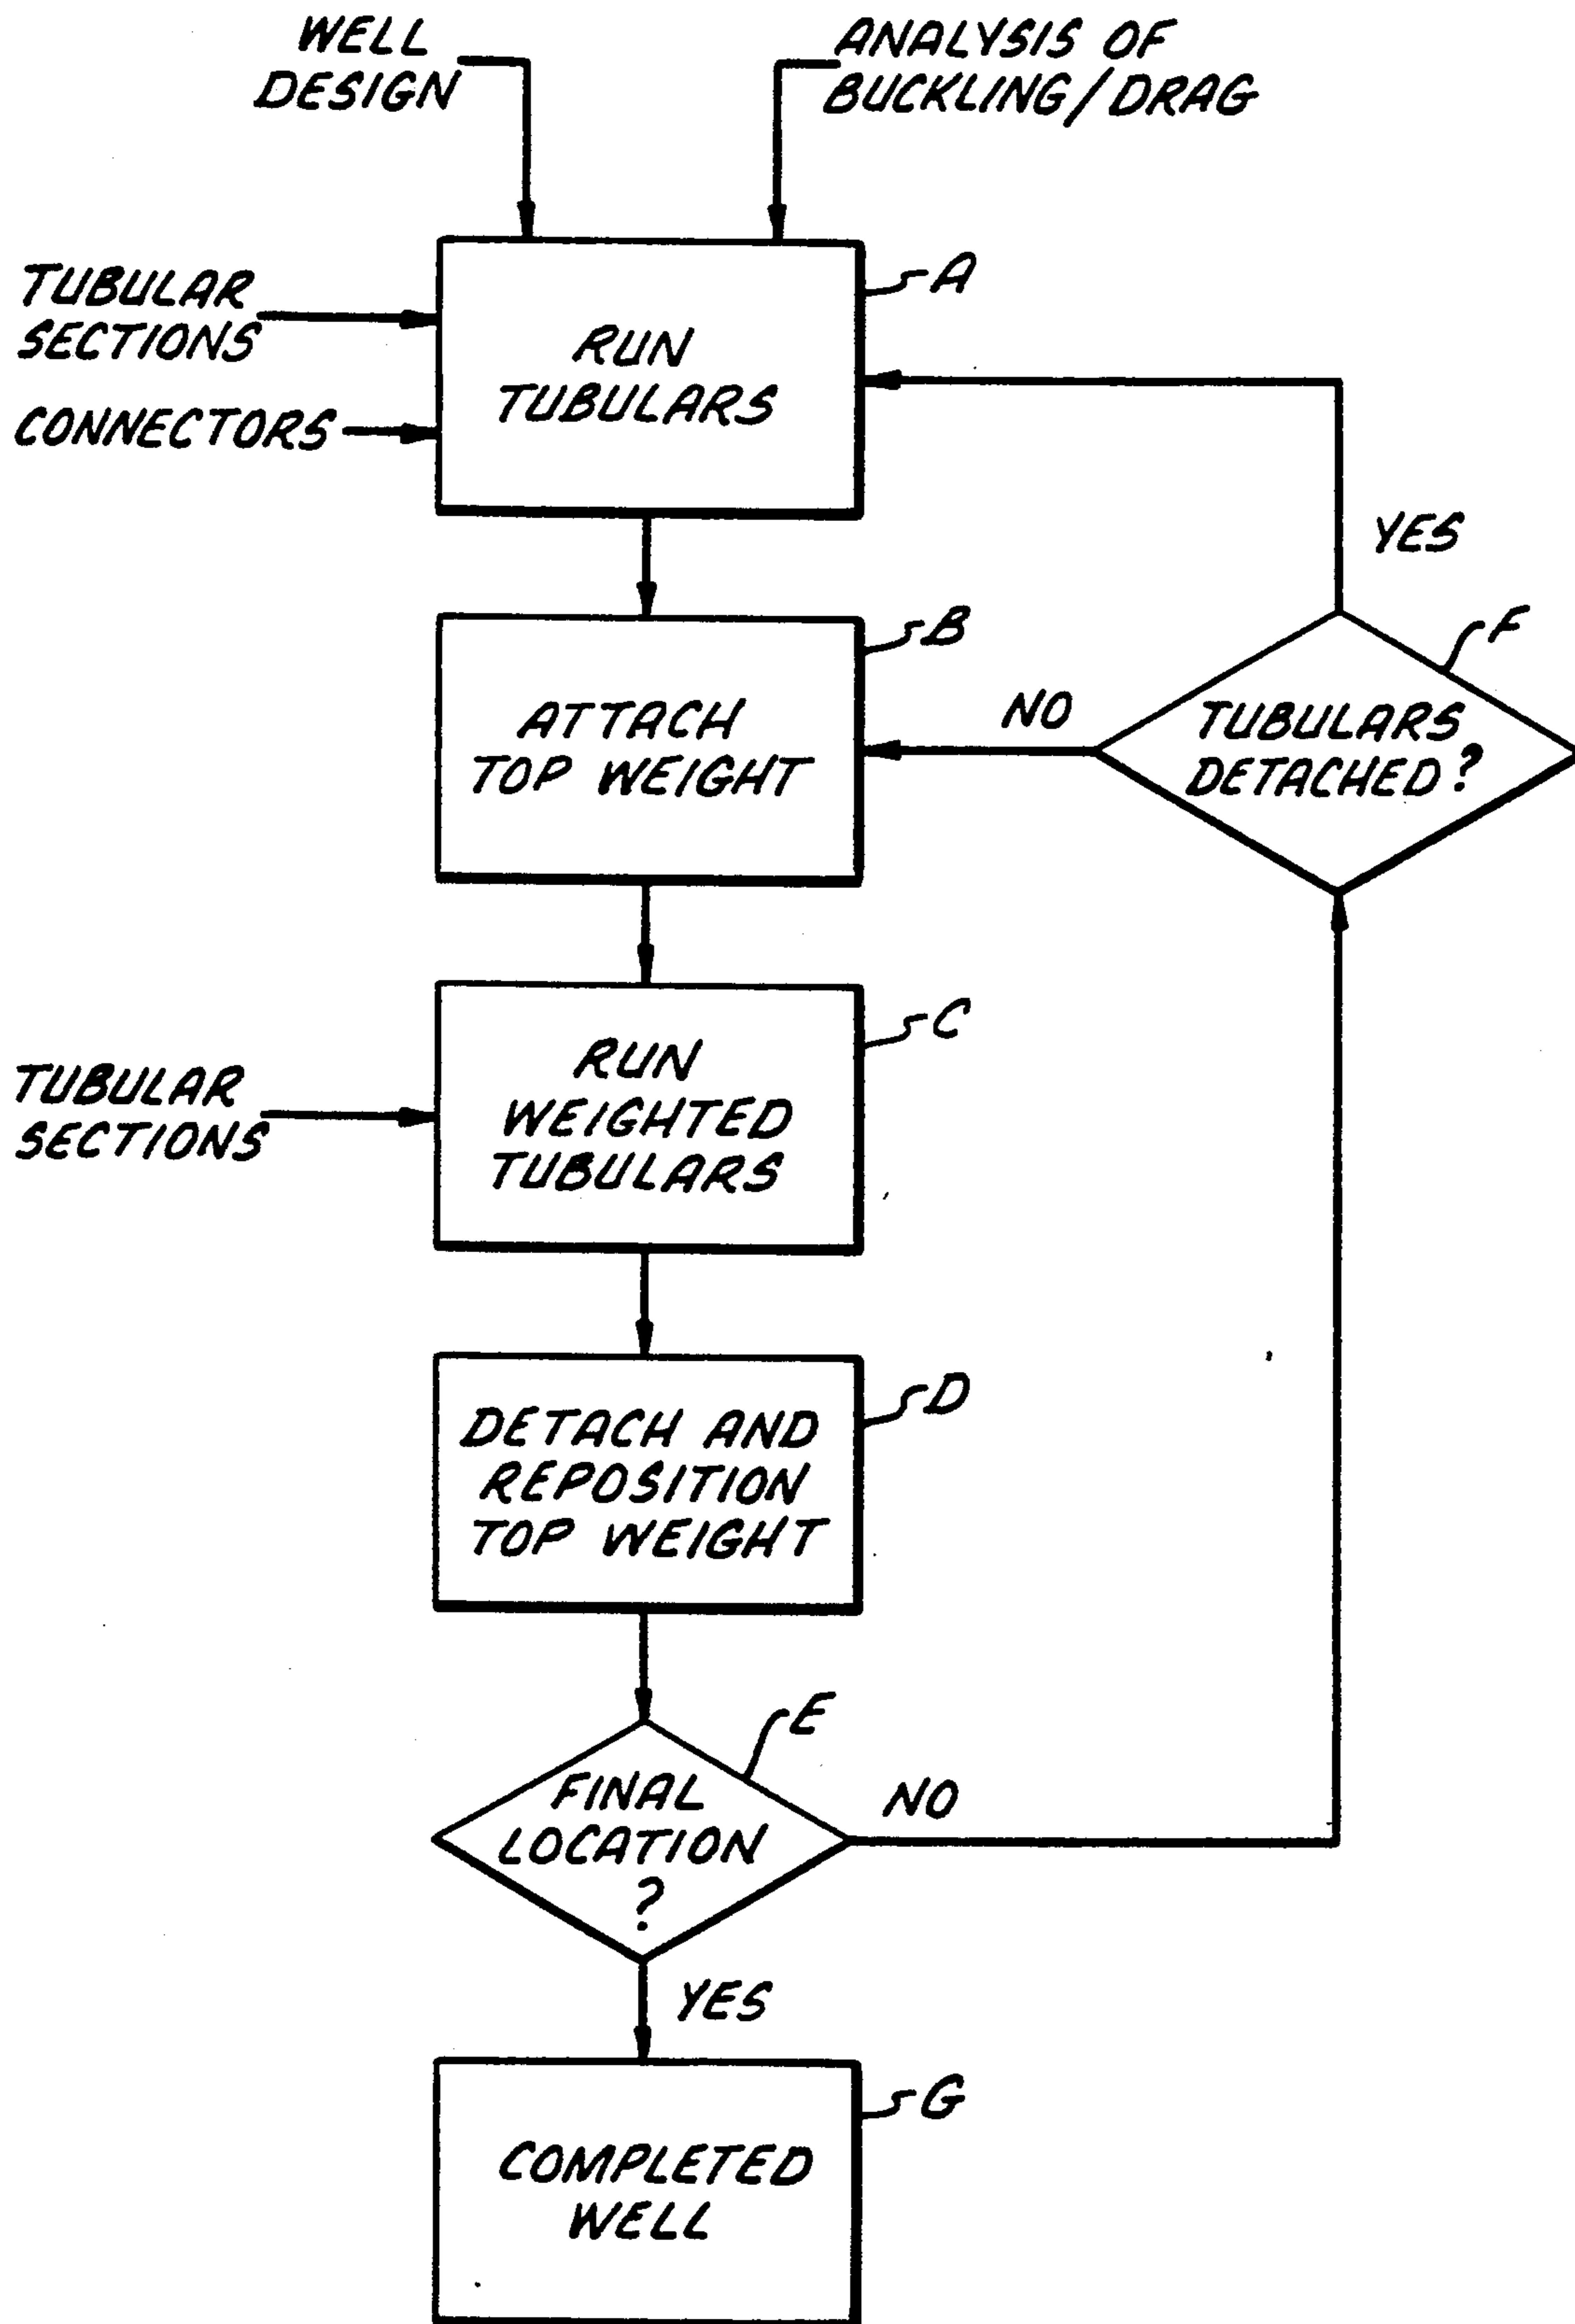 WELL
DESIGN
ANALYSIS OF
BUCKLING/DRAG
TUBULAR
SECTIONS
CONNECTORS
RUN
TUBULARS
A
YES
ATTACH
TOP WEIGHT
B
NO
TUBULARS
DETACHED?
F
TUBULAR
SECTIONS
RUN
WEIGHTED
TUBULARS
C
DETACH AND
REPOSITION
TOP WEIGHT
D
FINAL
LOCATION
?
E
NO
YES
COMPLETED
WELL
G